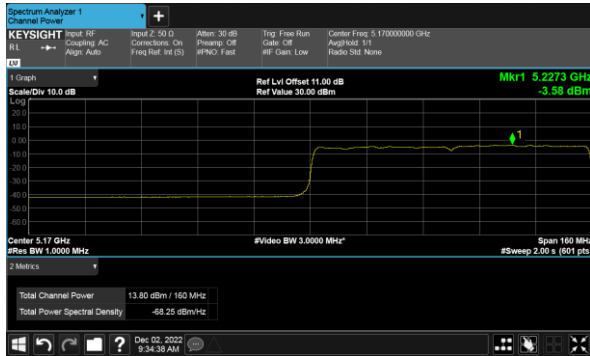 Spectrum Analyzer 1
Channel Power
KEYSIGHT
RL
Input: RF
Coupling: AC
Align: Auto
Input Z: 50 Ω
Corrections: On
Freq Ref: Int (S)
Atten: 30 dB
Preamp: Off
#PNO: Fast
Trig: Free Run
Gate: Off
#IF Gain: Low
Center Freq: 5.170000000 GHz
Avg|Hold: 1/1
Radio Std: None
1 Graph
Scale/Div 10.0 dB
Ref Lvl Offset 11.00 dB
Ref Value 30.00 dBm
Mkr1 5.2273 GHz
-3.58 dBm
Log
20.0
10.0
0.00
-10.0
-20.0
-30.0
-40.0
-50.0
-60.0
1
Center 5.17 GHz
#Res BW 1.0000 MHz
#Video BW 3.0000 MHz*
Span 160 MHz
#Sweep 2.00 s (601 pts
2 Metrics
Total Channel Power 13.80 dBm / 160 MHz
Total Power Spectral Density -68.25 dBm/Hz
?
Dec 02, 2022
9:34:38 AM